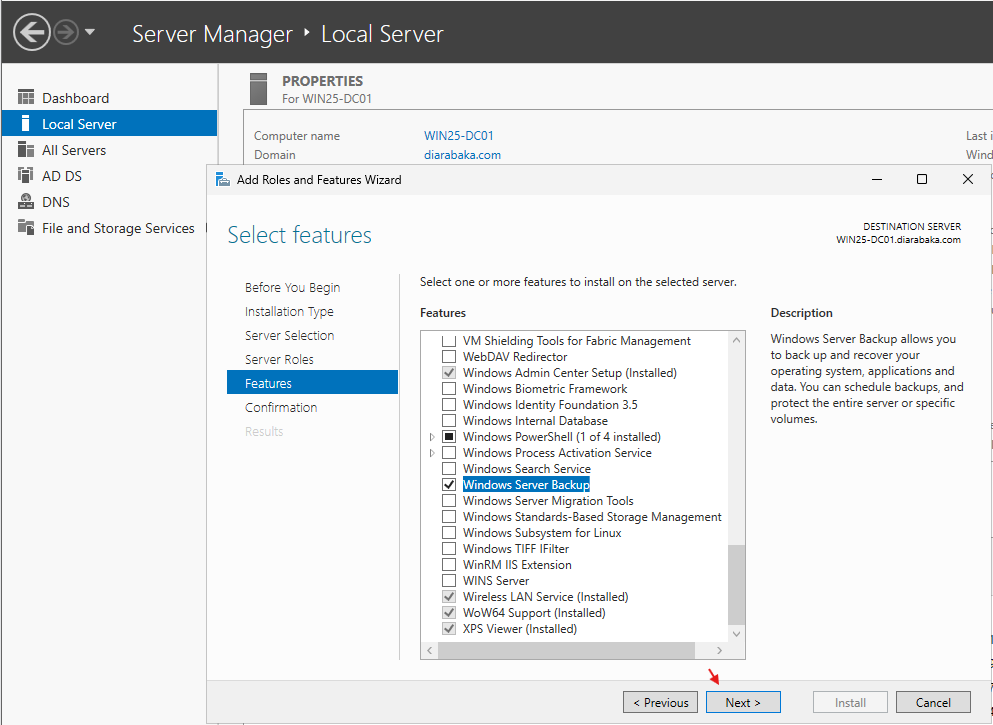 Server Manager ‣ Local Server
Dashboard
Local Server
All Servers
AD DS
DNS
File and Storage Services
PROPERTIES
For WIN25-DC01
Computer name WIN25-DC01
Domain diarabaka.com
Add Roles and Features Wizard
Select features
DESTINATION SERVER
WIN25-DC01.diarabaka.com
Before You Begin
Installation Type
Server Selection
Server Roles
Features
Confirmation
Results
Select one or more features to install on the selected server.
Features
VM Shielding Tools for Fabric Management
WebDAV Redirector
Windows Admin Center Setup (Installed)
Windows Biometric Framework
Windows Identity Foundation 3.5
Windows Internal Database
Windows PowerShell (1 of 4 installed)
Windows Process Activation Service
Windows Search Service
Windows Server Backup
Windows Server Migration Tools
Windows Standards-Based Storage Management
Windows Subsystem for Linux
Windows TIFF IFilter
WinRM IIS Extension
WINS Server
Wireless LAN Service (Installed)
WoW64 Support (Installed)
XPS Viewer (Installed)
Description
Windows Server Backup allows you
to back up and recover your
operating system, applications and
data. You can schedule backups, and
protect the entire server or specific
volumes.
< Previous
Next >
Install
Cancel